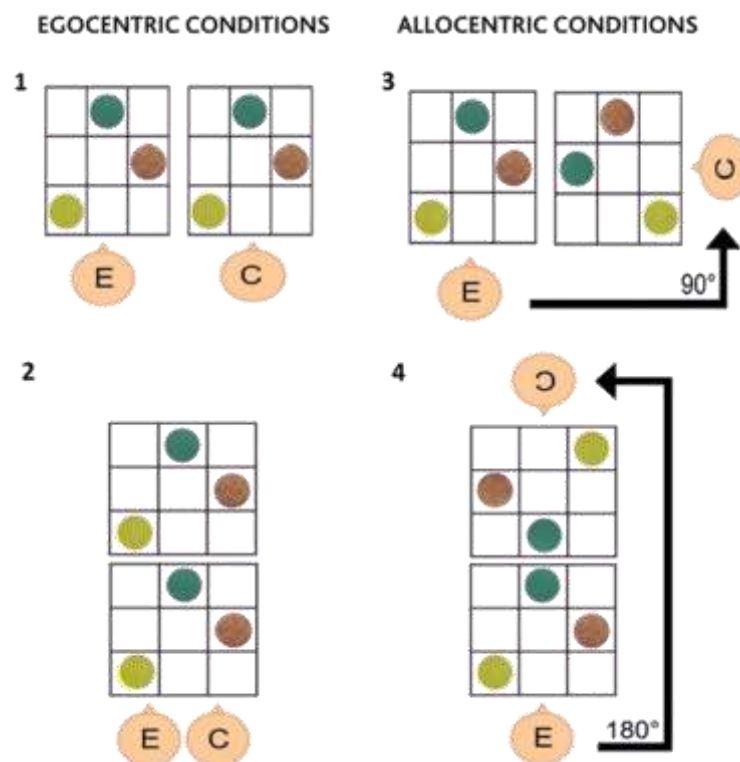 EGOCENTRIC CONDITIONS
ALLOCENTRIC CONDITIONS
1
3
E
C
E
C
90°
2
4
C
E
C
E
180°